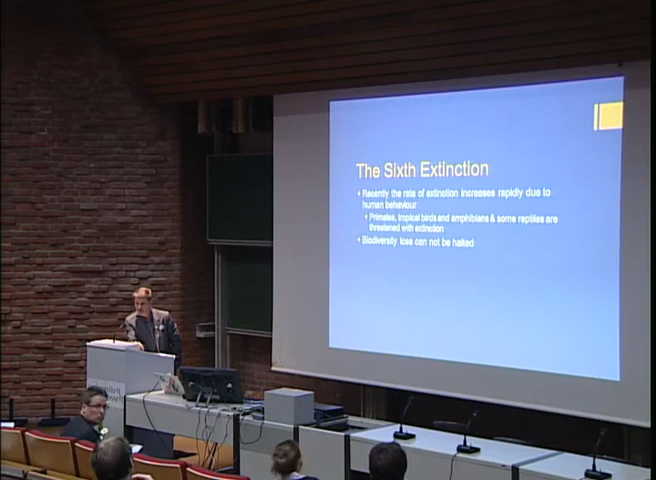 The Sixth Extinction
• Recently the rate of extinction increases rapidly due to
human behaviour
• Primates, tropical birds and amphibians & some reptiles are
threatened with extinction
• Biodiversity loss can not be halted